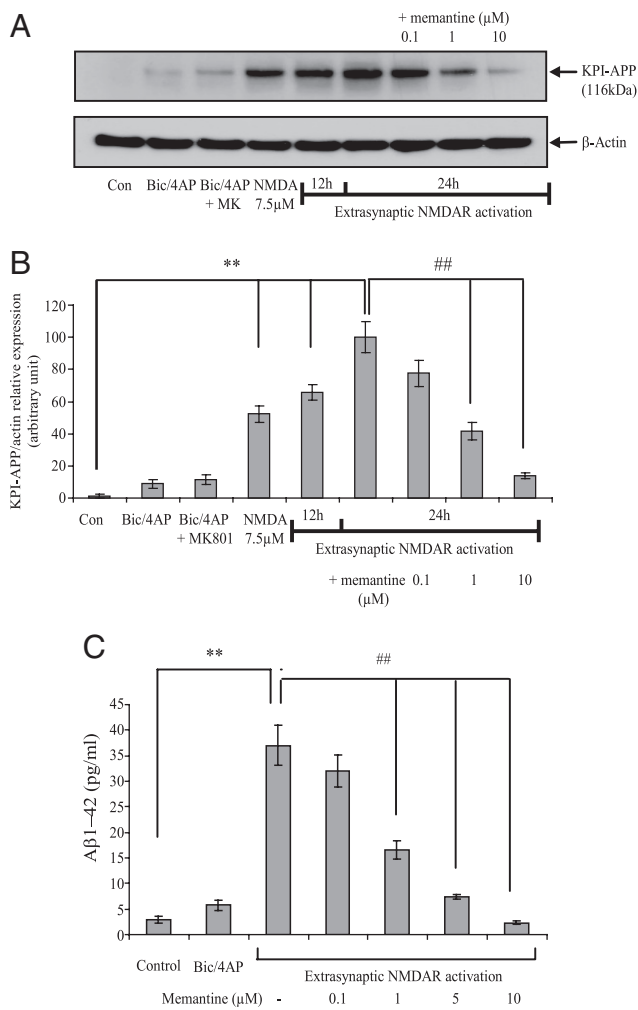 A
+ memantine (µM)
0.1 1 10
KPI-APP
(116kDa)
β-Actin
Con Bic/4AP Bic/4AP NMDA 12h 24h
+ MK 7.5µM Extrasynaptic NMDAR activation
B
** ##
KPI-APP/actin relative expression
(arbitrary unit)
120
100
80
60
40
20
0
Con Bic/4AP Bic/4AP NMDA 12h 24h
+ MK801 7.5µM Extrasynaptic NMDAR activation
+ memantine 0.1 1 10
(µM)
C
** ##
Aβ1–42 (pg/ml)
45
40
35
30
25
20
15
10
5
0
Control Bic/4AP Extrasynaptic NMDAR activation
Memantine (µM) - 0.1 1 5 10